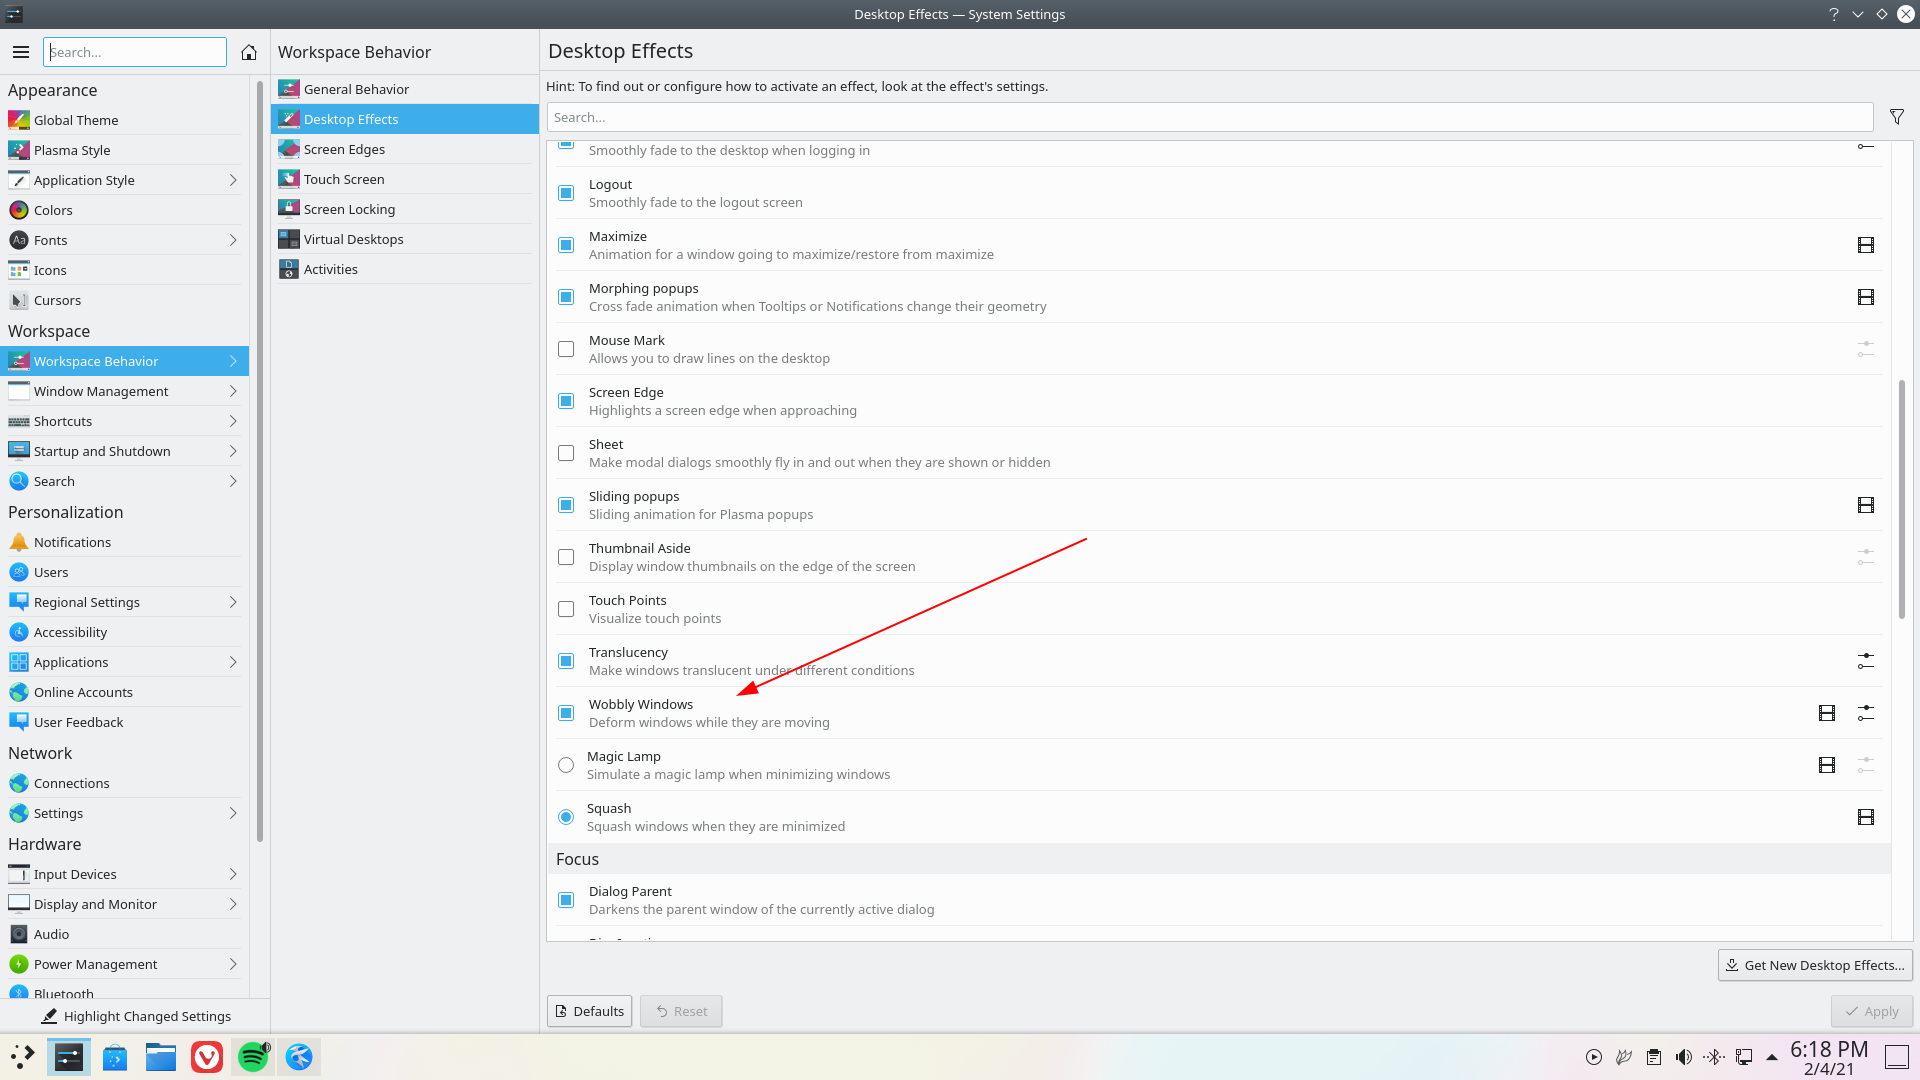 Desktop Effects — System Settings
Search...
Workspace Behavior
Desktop Effects
Appearance
Global Theme
Plasma Style
Application Style
Colors
Fonts
Icons
Cursors
Workspace
Workspace Behavior
Window Management
Shortcuts
Startup and Shutdown
Search
Personalization
Notifications
Users
Regional Settings
Accessibility
Applications
Online Accounts
User Feedback
Network
Connections
Settings
Hardware
Input Devices
Display and Monitor
Audio
Power Management
Bluetooth
Highlight Changed Settings
General Behavior
Desktop Effects
Screen Edges
Touch Screen
Screen Locking
Virtual Desktops
Activities
Hint: To find out or configure how to activate an effect, look at the effect's settings.
Search...
Smoothly fade to the desktop when logging in
Logout
Smoothly fade to the logout screen
Maximize
Animation for a window going to maximize/restore from maximize
Morphing popups
Cross fade animation when Tooltips or Notifications change their geometry
Mouse Mark
Allows you to draw lines on the desktop
Screen Edge
Highlights a screen edge when approaching
Sheet
Make modal dialogs smoothly fly in and out when they are shown or hidden
Sliding popups
Sliding animation for Plasma popups
Thumbnail Aside
Display window thumbnails on the edge of the screen
Touch Points
Visualize touch points
Translucency
Make windows translucent under different conditions
Wobbly Windows
Deform windows while they are moving
Magic Lamp
Simulate a magic lamp when minimizing windows
Squash
Squash windows when they are minimized
Focus
Dialog Parent
Darkens the parent window of the currently active dialog
Get New Desktop Effects...
Defaults
Reset
Apply
6:18 PM
2/4/21